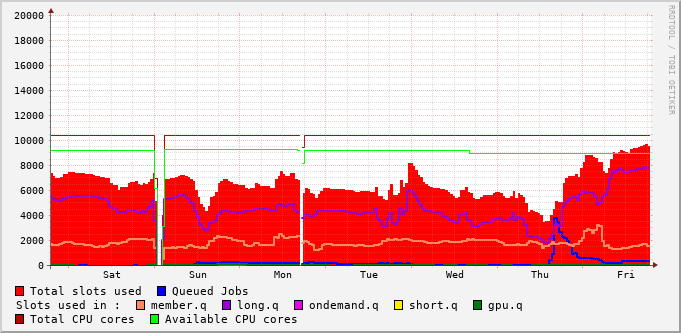 RRDTOOL / TOBI OETIKER
20000
18000
16000
14000
12000
10000
8000
6000
4000
2000
0
Sat Sun Mon Tue Wed Thu Fri
Total slots used Queued Jobs
Slots used in : member.q long.q ondemand.q short.q gpu.q
Total CPU cores Available CPU cores